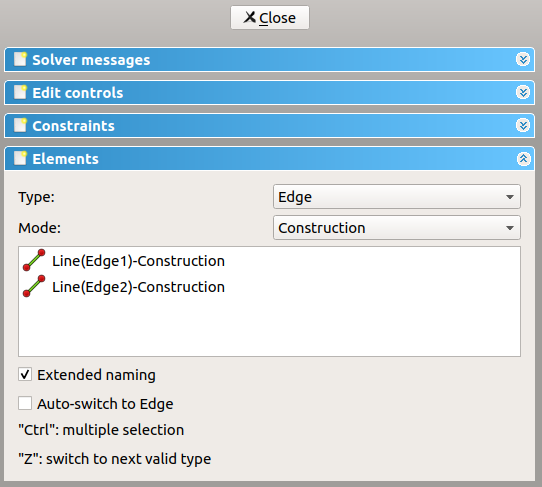 Close
Solver messages
Edit controls
Constraints
Elements
Type: Edge
Mode: Construction
Line(Edge1)-Construction
Line(Edge2)-Construction
Extended naming
Auto-switch to Edge
"Ctrl": multiple selection
"Z": switch to next valid type